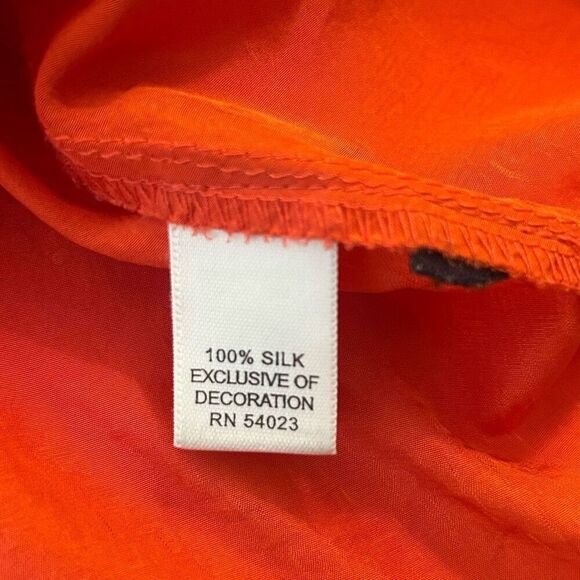 100% SILK
EXCLUSIVE OF
DECORATION
RN 54023